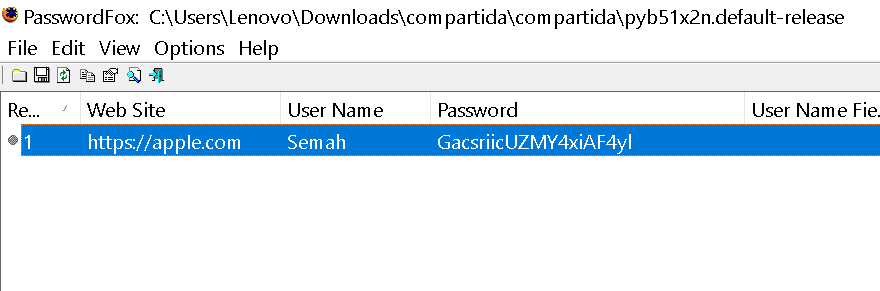 PasswordFox: C:\Users\Lenovo\Downloads\compartida\compartida\pyb51x2n.default-release
File Edit View Options Help
Re... Web Site User Name Password User Name Fie...
1 https://apple.com Semah GacsriicUZMY4xiAF4yl